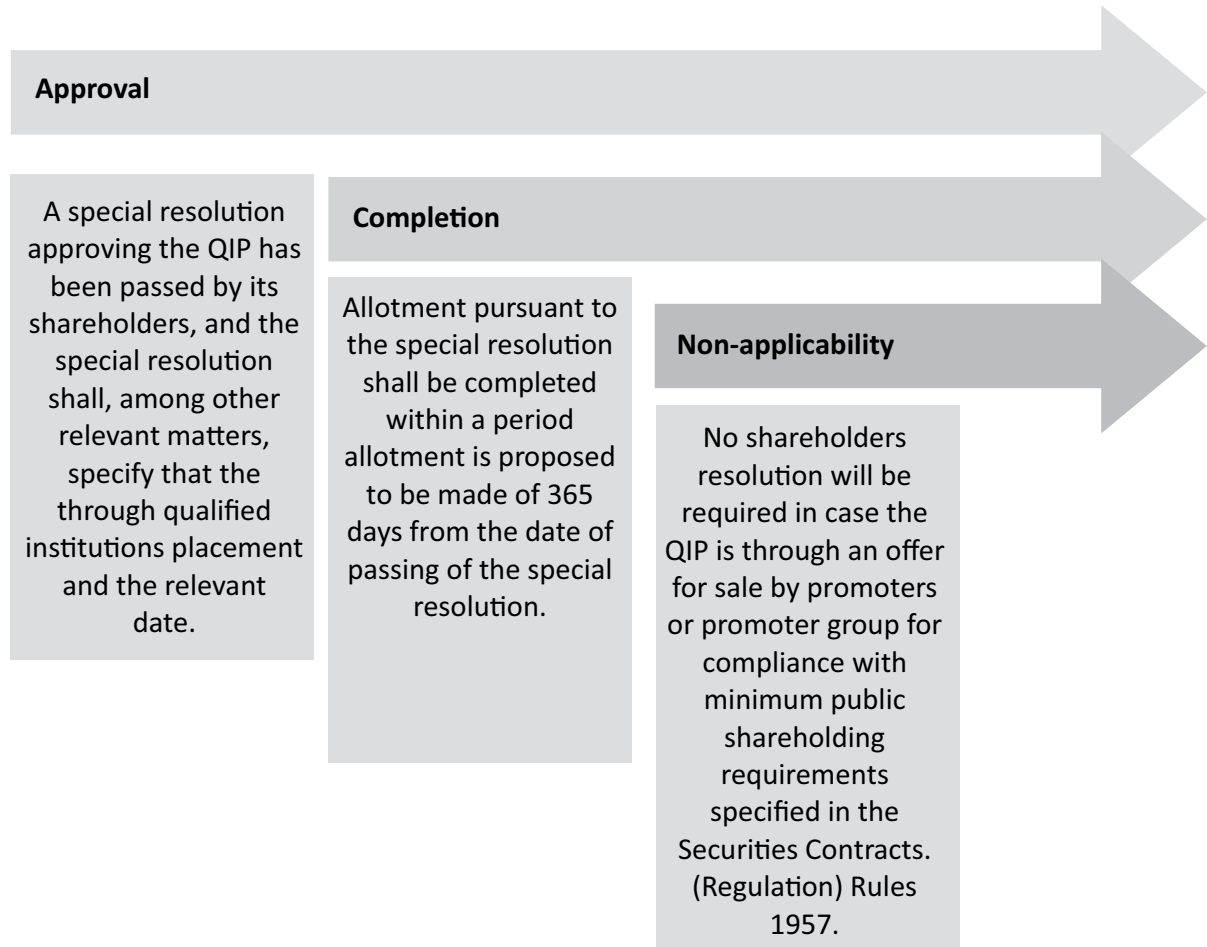 Approval
A special resolution
approving the QIP has
been passed by its
shareholders, and the
special resolution
shall, among other
relevant matters,
specify that the
through qualified
institutions placement
and the relevant
date.
Completion
Allotment pursuant to
the special resolution
shall be completed
within a period
allotment is proposed
to be made of 365
days from the date of
passing of the special
resolution.
Non-applicability
No shareholders
resolution will be
required in case the
QIP is through an offer
for sale by promoters
or promoter group for
compliance with
minimum public
shareholding
requirements
specified in the
Securities Contracts.
(Regulation) Rules
1957.